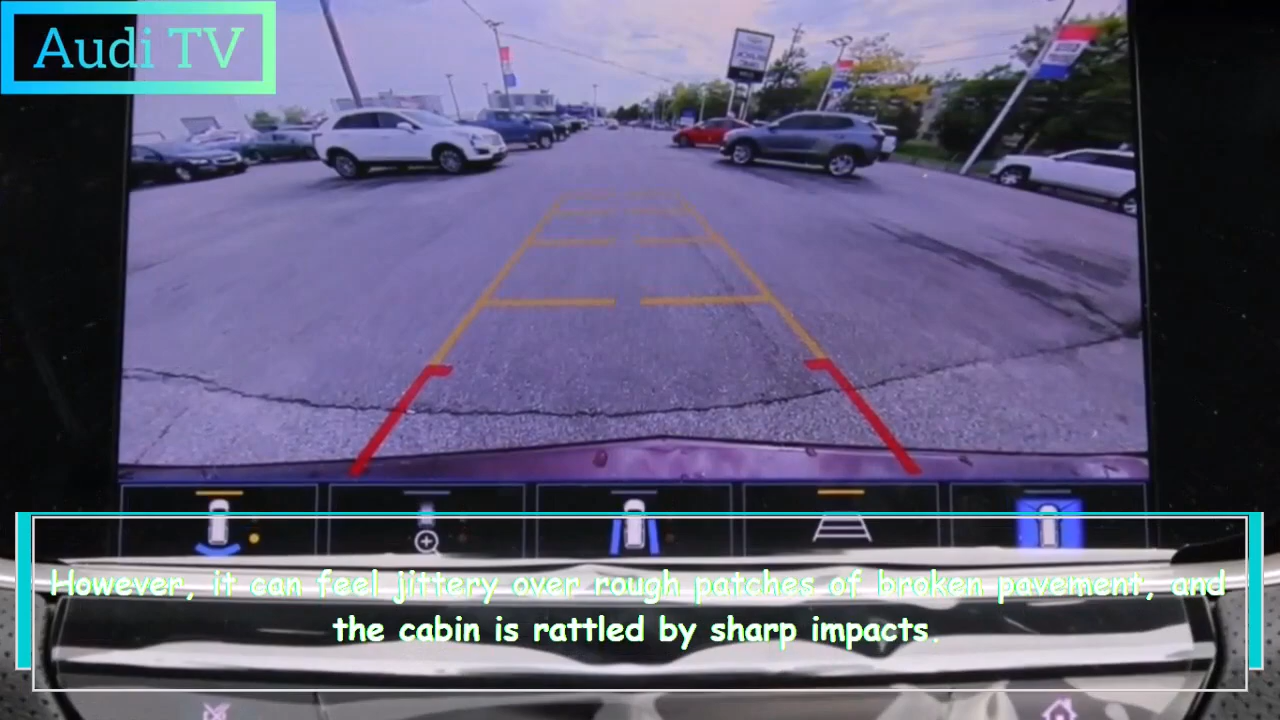 Audi TV
However, it can feel jittery over rough patches of broken pavement, and
the cabin is rattled by sharp impacts.